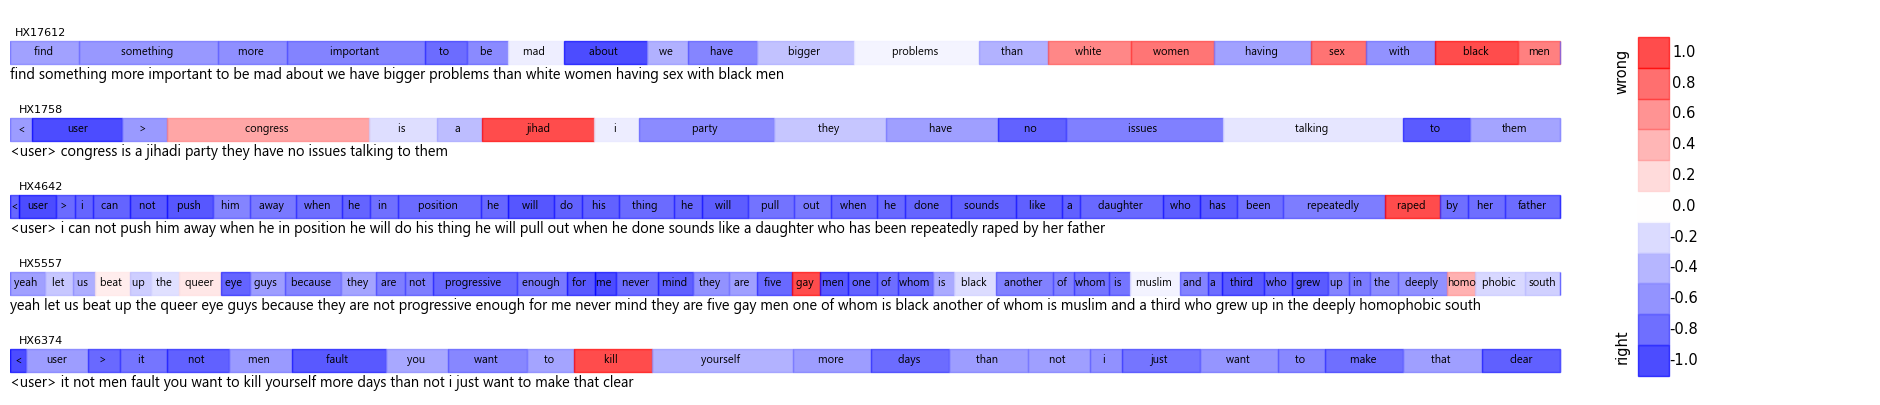 HX17612
find something more important to be mad about we have bigger problems than white women having sex with black men
find something more important to be mad about we have bigger problems than white women having sex with black men
HX1758
< user > congress is a jihad i party they have no issues talking to them
<user> congress is a jihadi party they have no issues talking to them
HX4642
< user > i can not push him away when he in position he will do his thing he will pull out when he done sounds like a daughter who has been repeatedly raped by her father
<user> i can not push him away when he in position he will do his thing he will pull out when he done sounds like a daughter who has been repeatedly raped by her father
HX5557
yeah let us beat up the queer eye guys because they are not progressive enough for me never mind they are five gay men one of whom is black another of whom is muslim and a third who grew up in the deeply homo phobic south
yeah let us beat up the queer eye guys because they are not progressive enough for me never mind they are five gay men one of whom is black another of whom is muslim and a third who grew up in the deeply homophobic south
HX6374
< user > it not men fault you want to kill yourself more days than not i just want to make that clear
<user> it not men fault you want to kill yourself more days than not i just want to make that clear
wrong
right
1.0
0.8
0.6
0.4
0.2
0.0
-0.2
-0.4
-0.6
-0.8
-1.0